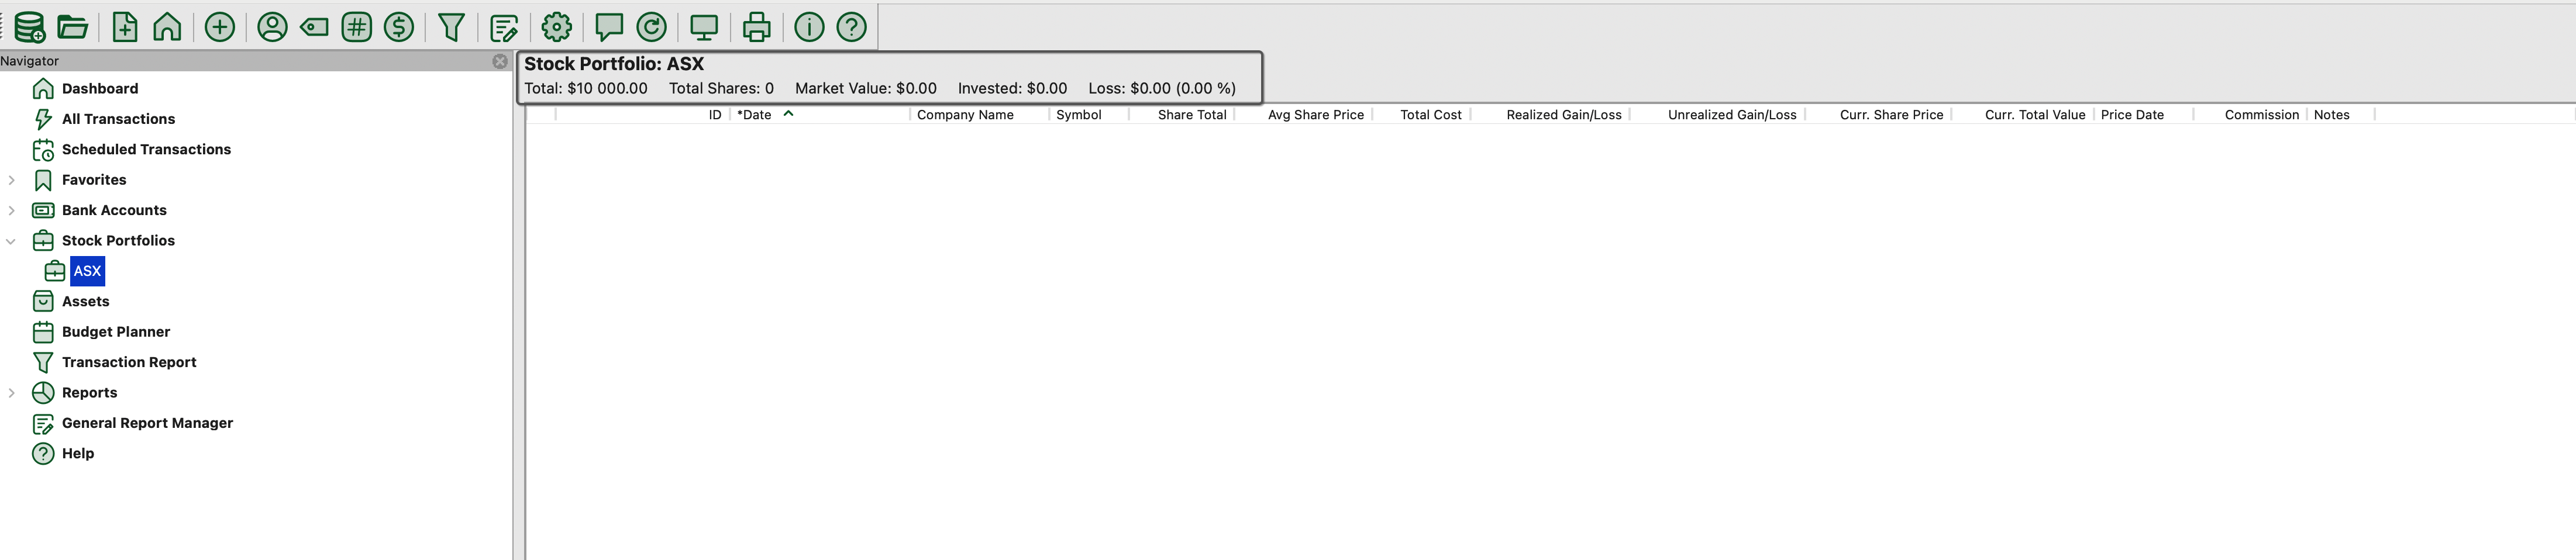 Navigator
Dashboard
All Transactions
Scheduled Transactions
Favorites
Bank Accounts
Stock Portfolios
ASX
Assets
Budget Planner
Transaction Report
Reports
General Report Manager
Help
Stock Portfolio: ASX
Total: $10 000.00 Total Shares: 0 Market Value: $0.00 Invested: $0.00 Loss: $0.00 (0.00 %)
ID *Date Company Name Symbol Share Total Avg Share Price Total Cost Realized Gain/Loss Unrealized Gain/Loss Curr. Share Price Curr. Total Value Price Date Commission Notes